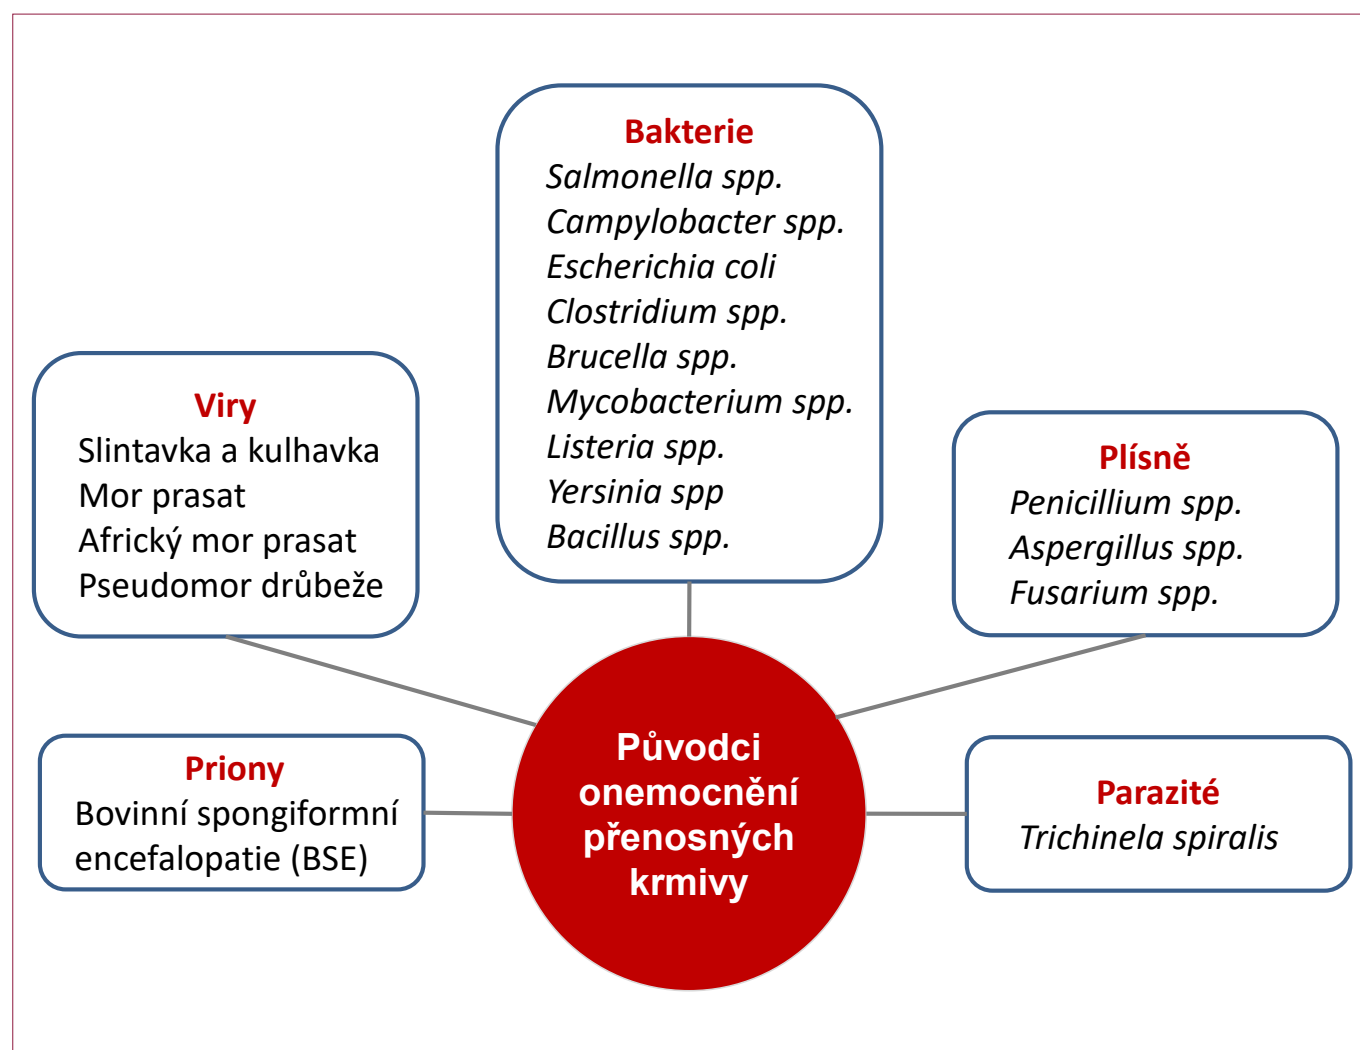 Bakterie
Salmonella spp.
Campylobacter spp.
Escherichia coli
Clostridium spp.
Brucella spp.
Mycobacterium spp.
Listeria spp.
Yersinia spp
Bacillus spp.
Viry
Slintavka a kulhavka
Mor prasat
Africký mor prasat
Pseudomor drůbeže
Plísně
Penicillium spp.
Aspergillus spp.
Fusarium spp.
Priony
Bovinní spongiformní
encefalopatie (BSE)
Původci
onemocnění
přenosných
krmivy
Parazité
Trichinela spiralis